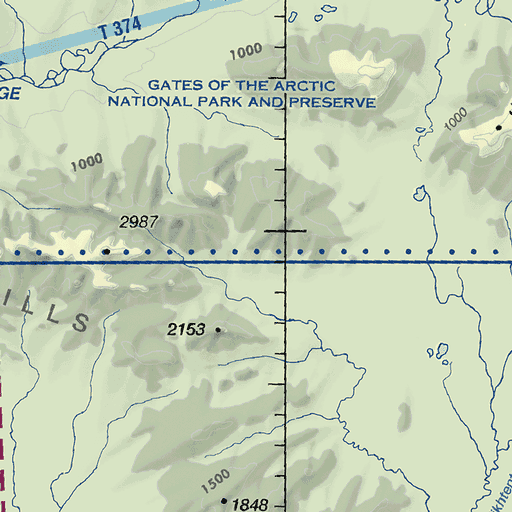 T 374
1000
GE
GATES OF THE ARCTIC
NATIONAL PARK AND PRESERVE
1000
1000
2987
ILLS
2153
1500
1848